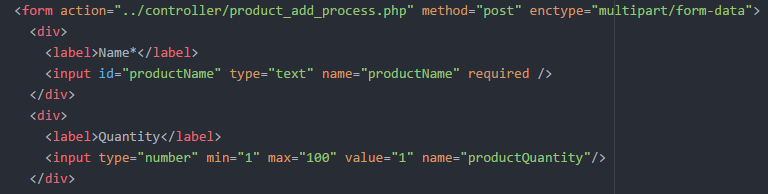 <form action="../controller/product_add_process.php" method="post" enctype="multipart/form-data">
<div>
<label>Name*</label>
<input id="productName" type="text" name="productName" required />
</div>
<div>
<label>Quantity</label>
<input type="number" min="1" max="100" value="1" name="productQuantity"/>
</div>